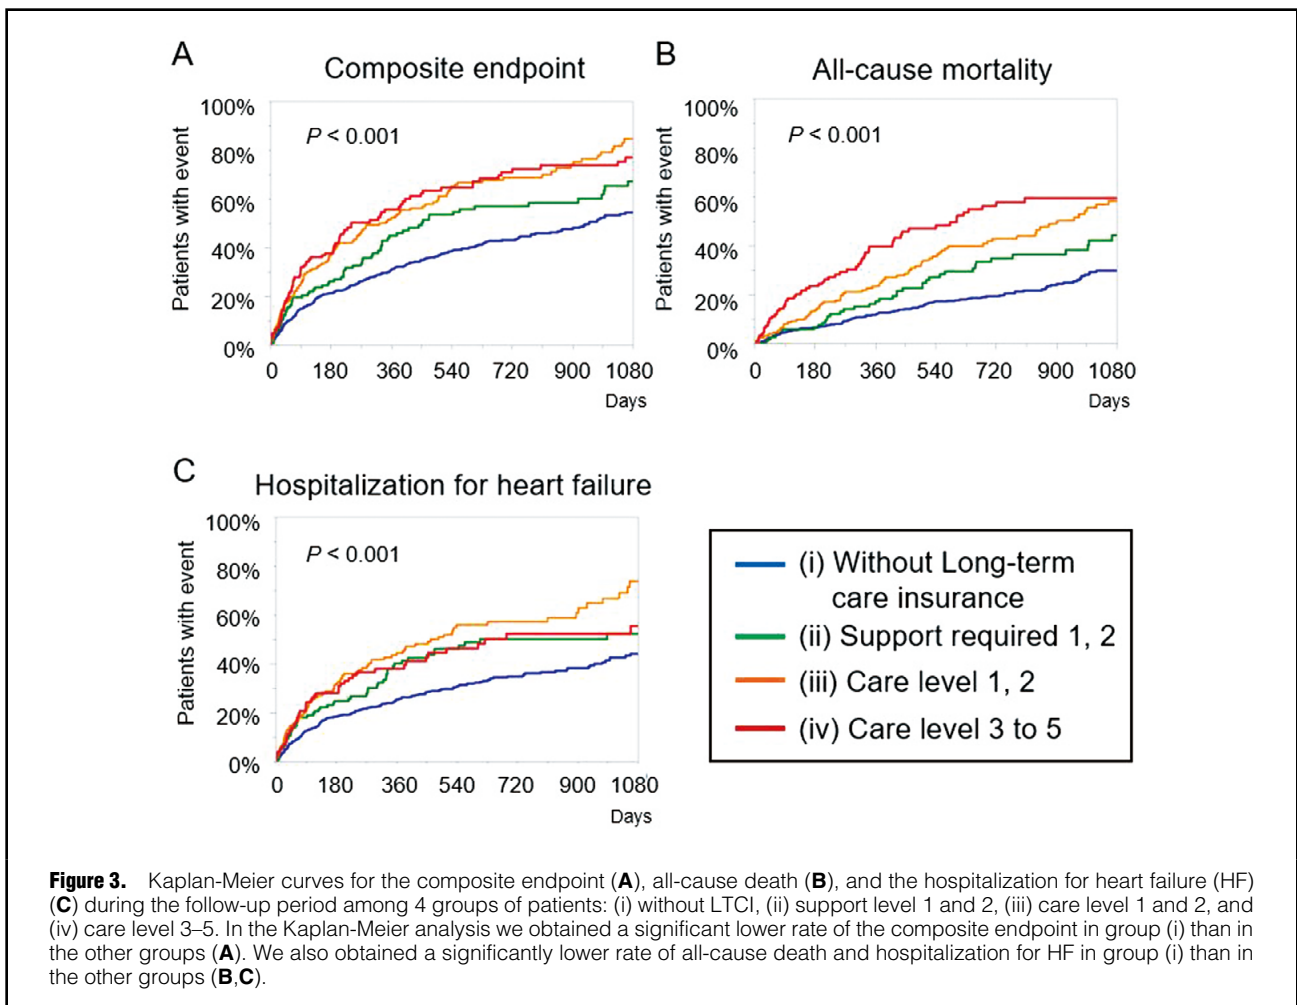 A
Composite endpoint
Patients with event
100%
80%
60%
40%
20%
0%
P < 0.001
0 180 360 540 720 900 1080
Days
B
All-cause mortality
Patients with event
100%
80%
60%
40%
20%
0%
P < 0.001
0 180 360 540 720 900 1080
Days
C
Hospitalization for heart failure
Patients with event
100%
80%
60%
40%
20%
0%
P < 0.001
0 180 360 540 720 900 1080
Days
(i) Without Long-term
care insurance
(ii) Support required 1, 2
(iii) Care level 1, 2
(iv) Care level 3 to 5
Figure 3. Kaplan-Meier curves for the composite endpoint (A), all-cause death (B), and the hospitalization for heart failure (HF)
(C) during the follow-up period among 4 groups of patients: (i) without LTCI, (ii) support level 1 and 2, (iii) care level 1 and 2, and
(iv) care level 3–5. In the Kaplan-Meier analysis we obtained a significant lower rate of the composite endpoint in group (i) than in
the other groups (A). We also obtained a significantly lower rate of all-cause death and hospitalization for HF in group (i) than in
the other groups (B,C).